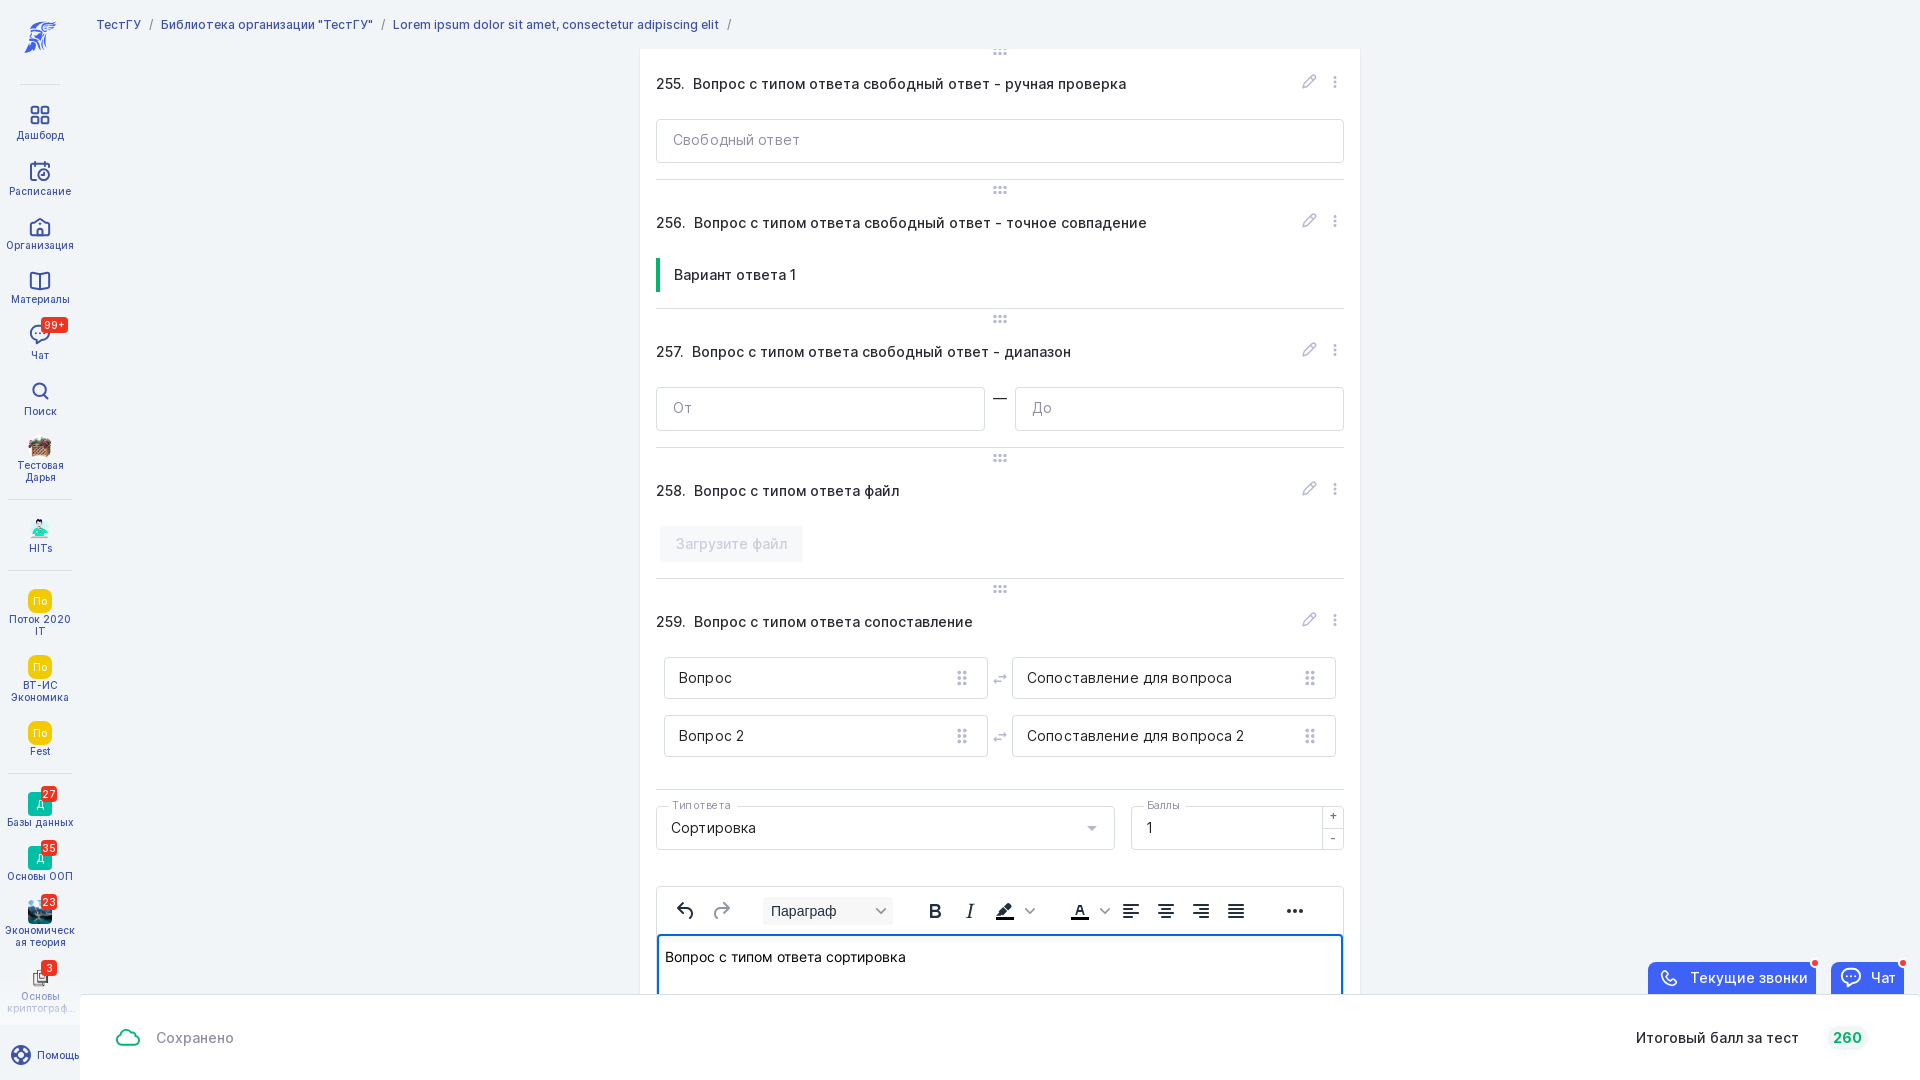 ТестГУ / Библиотека организации "ТестГУ" / Lorem ipsum dolor sit amet, consectetur adipiscing elit /
Дашборд
Расписание
Организация
Материалы
99+
Чат
Поиск
Тестовая
Дарья
HITs
По
Поток 2020
IT
По
ВТ-ИС
Экономика
По
Fest
27
Д
Базы данных
35
Д
Основы ООП
23
Экономическ
ая теория
3
Основы
криптограф...
Помощь
255. Вопрос с типом ответа свободный ответ - ручная проверка
Свободный ответ
256. Вопрос с типом ответа свободный ответ - точное совпадение
Вариант ответа 1
257. Вопрос с типом ответа свободный ответ - диапазон
От — До
258. Вопрос с типом ответа файл
Загрузите файл
259. Вопрос с типом ответа сопоставление
Вопрос Сопоставление для вопроса
Вопрос 2 Сопоставление для вопроса 2
Тип ответа Баллы
Сортировка 1 + -
Параграф B I A
Вопрос с типом ответа сортировка
Текущие звонки Чат
Сохранено Итоговый балл за тест 260